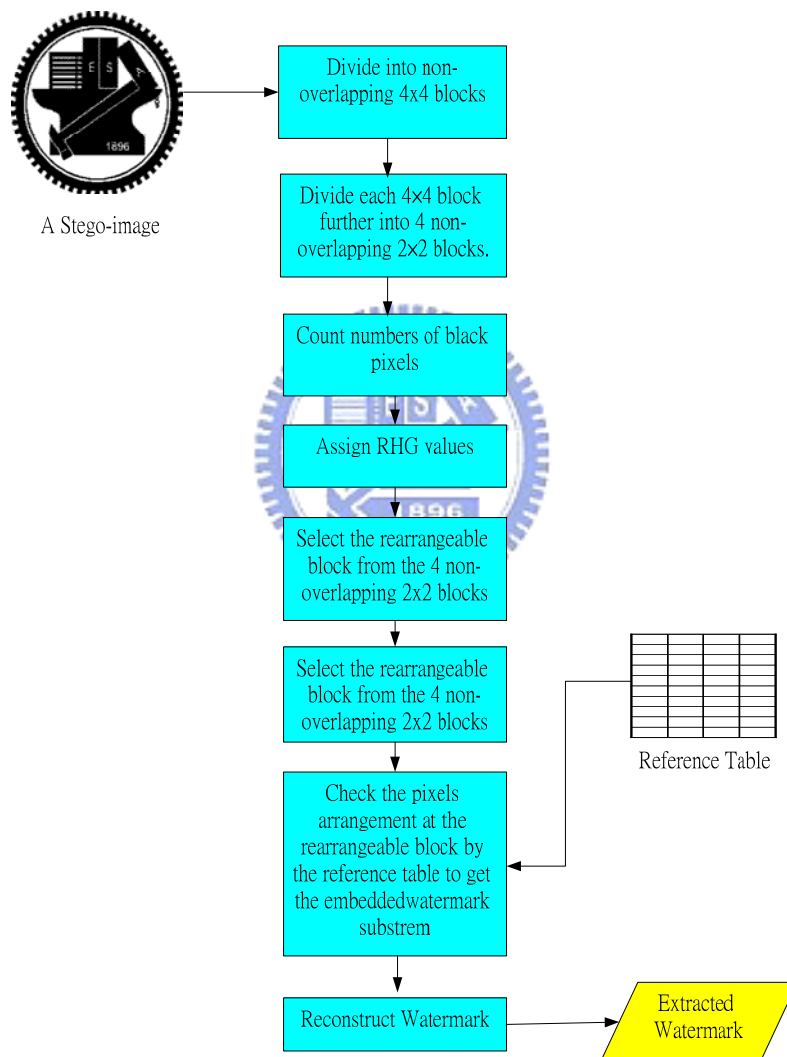 E S A
1896
A Stego-image
Divide into non-
overlapping 4x4 blocks
Divide each 4×4 block
further into 4 non-
overlapping 2×2 blocks.
Count numbers of black
pixels
E S A
Assign RHG values
1896
Select the rearrangeable
block from the 4 non-
overlapping 2x2 blocks
Select the rearrangeable
block from the 4 non-
overlapping 2x2 blocks
Reference Table
Check the pixels
arrangement at the
rearrangeable block by
the reference table to get
the embeddedwatermark
substrem
Reconstruct Watermark
Extracted
Watermark